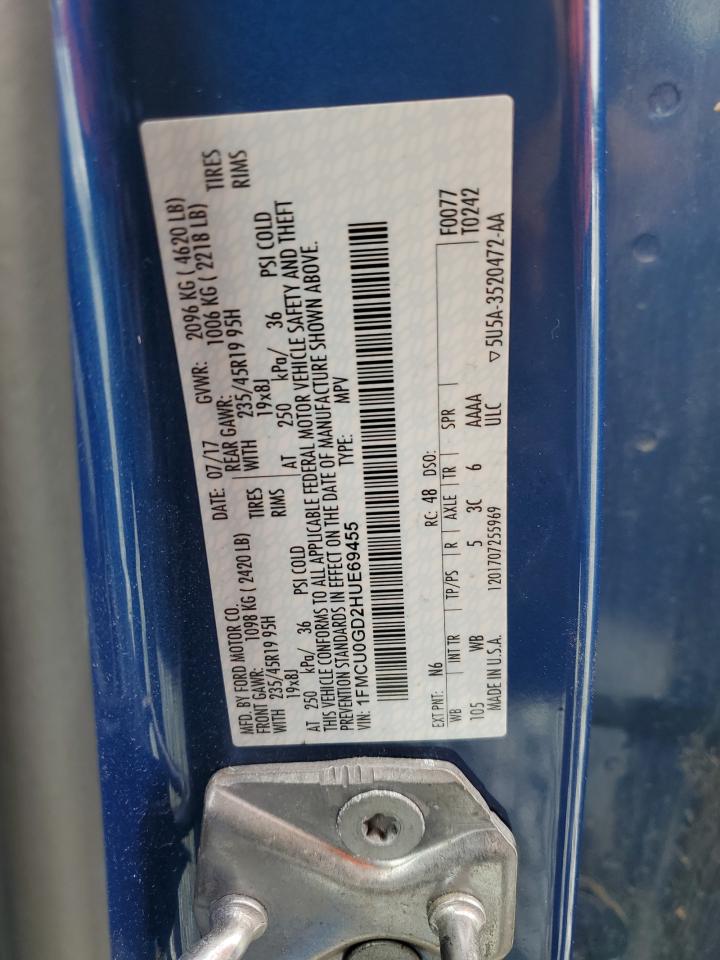 MFD. BY FORD MOTOR CO. DATE: 07/17 GVWR: 2096 KG ( 4620 LB)
FRONT GAWR: 1098 KG ( 2420 LB) REAR GAWR: 1006 KG ( 2218 LB)
WITH 235/45R19 95H TIRES WITH 235/45R19 95H TIRES
19x8J RIMS 19x8J RIMS
AT 250 kPa/ 36 PSI COLD AT 250 kPa/ 36 PSI COLD
THIS VEHICLE CONFORMS TO ALL APPLICABLE FEDERAL MOTOR VEHICLE SAFETY AND THEFT
PREVENTION STANDARDS IN EFFECT ON THE DATE OF MANUFACTURE SHOWN ABOVE.
VIN: 1FMCU0GD2HUE69455 TYPE: MPV
EXT PNT: N6 RC: 48 DSO: F0077
WB INT TR TP/PS R AXLE TR SPR T0242
105 WB 5 3C 6 AAAA
MADE IN U.S.A. 1201707255969 ULC ▽5U5A-3520472-AA